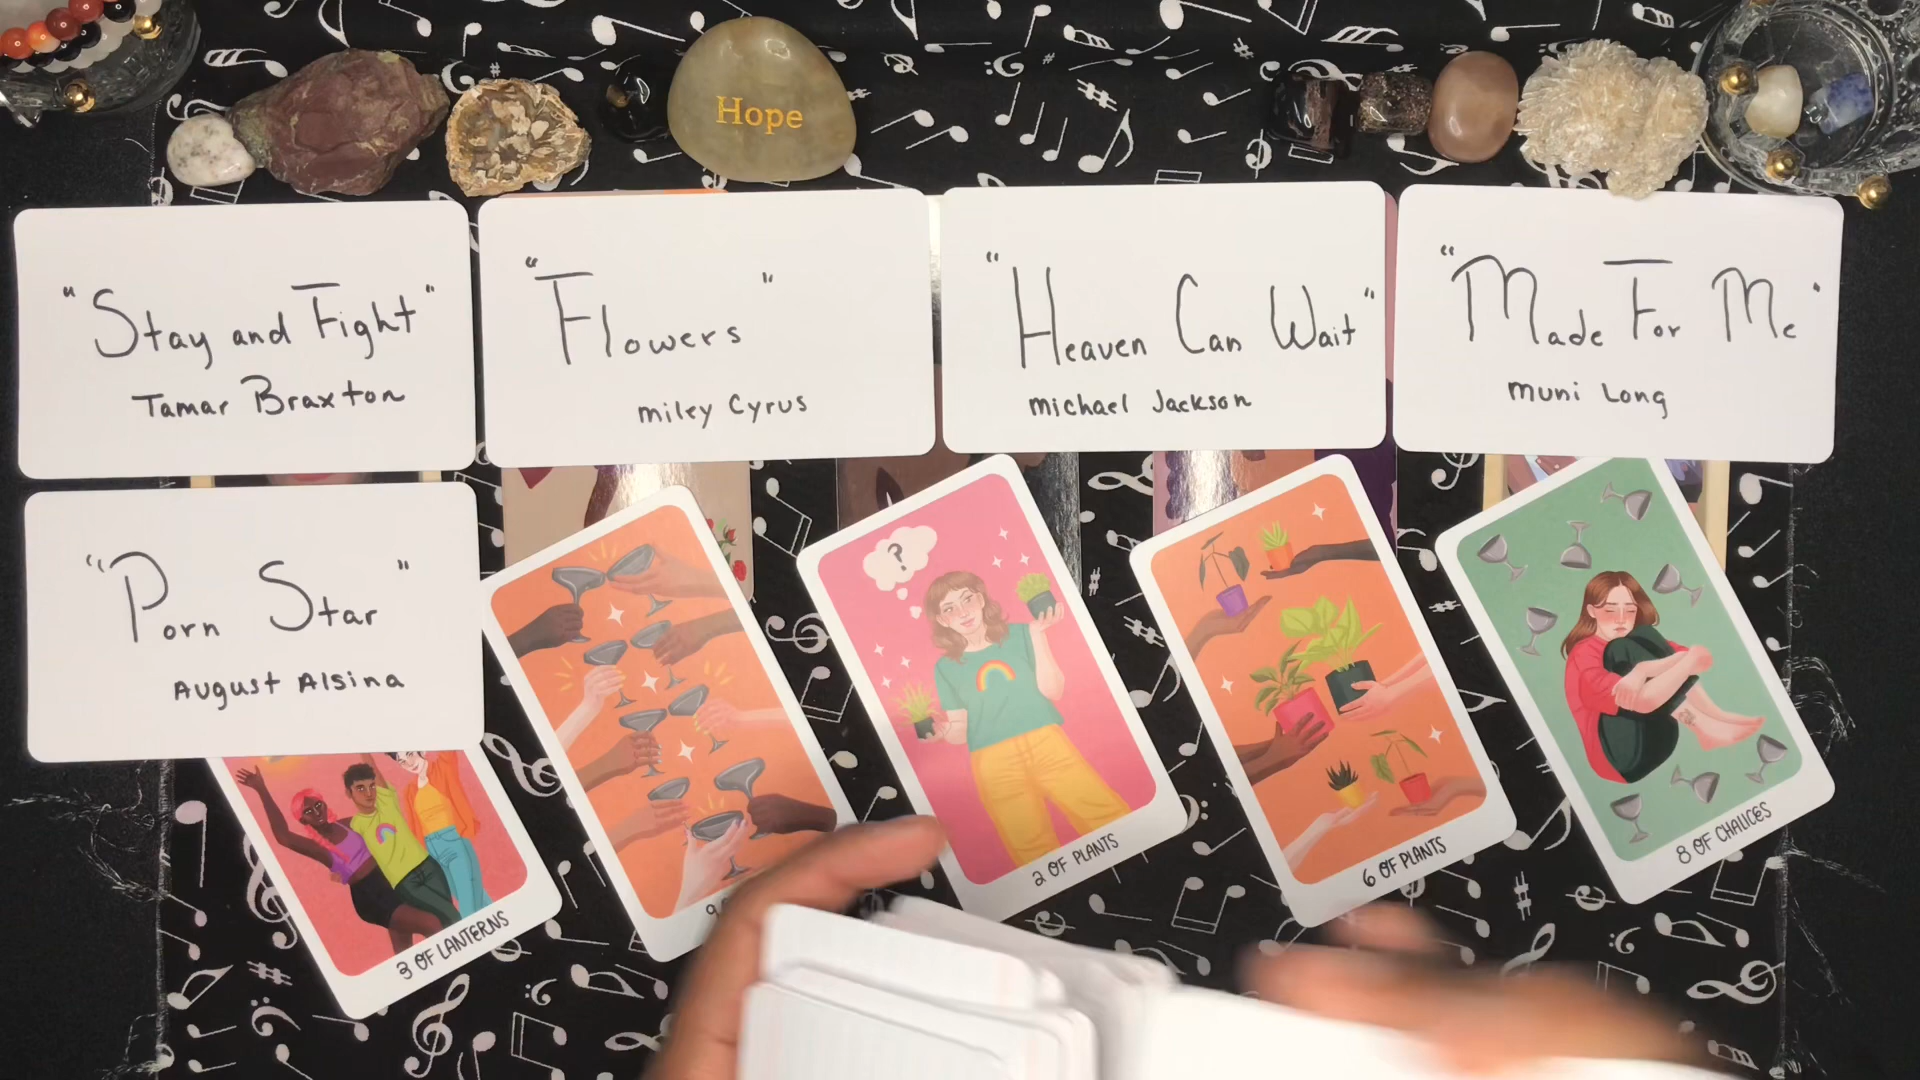 Hope
"Stay and Fight"
Tamar Braxton
"Flowers"
miley Cyrus
"Heaven Can Wait"
michael Jackson
"Made For Me"
muni Long
"Porn Star"
August Alsina
?
3 OF LANTERNS
2 OF PLANTS
6 OF PLANTS
8 OF CHALICES